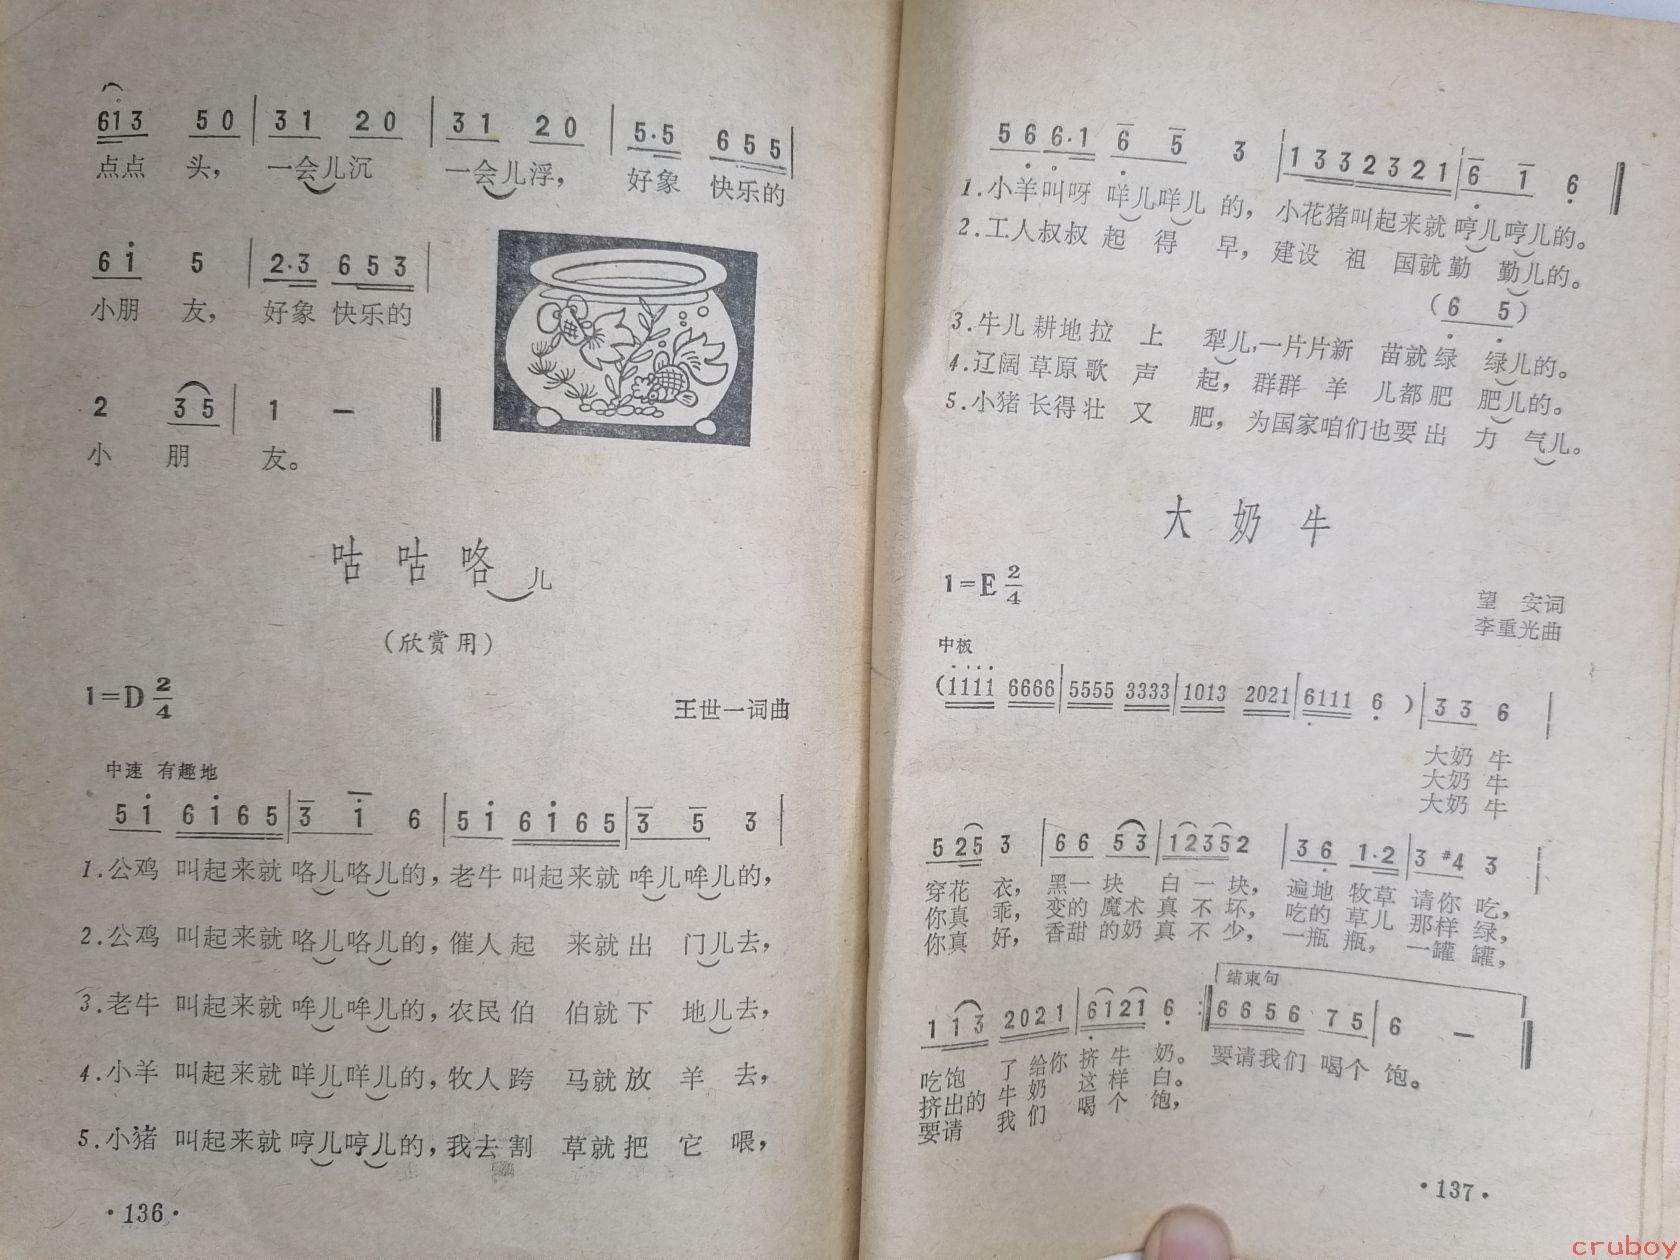 6i3 50 | 31 20 | 31 20 | 5·5 655 |
点点 头， 一会儿沉 一会儿浮， 好象 快乐的
6i 5 | 2·3 653 |
小朋 友， 好象 快乐的
2 35 | 1 —
小 朋 友。
咕咕咯儿
（欣赏用）
1=D 2/4
王世一词曲
中速 有趣地
5i 6i65 | 3 i 6 | 5i 6i65 | 3 5 3 |
1.公鸡 叫起来就 咯儿咯儿的，老牛 叫起来就 哞儿哞儿的，
2.公鸡 叫起来就 咯儿咯儿的，催人起 来就出 门儿去，
3.老牛 叫起来就 哞儿哞儿的，农民伯 伯就下 地儿去，
4.小羊 叫起来就 咩儿咩儿的，牧人跨 马就放 羊 去，
5.小猪 叫起来就 哼儿哼儿的，我去割 草就把 它 喂，
·136·
56 6·1 6 5 3 | 133 2321 | 6 1 6
1.小羊叫呀 咩儿咩儿 的，小花猪叫起来就 哼儿哼儿的。
2.工人叔叔 起 得 早，建设 祖 国就勤 勤儿的。
（6 5）
3.牛儿 耕地拉 上 犁儿，一片片新 苗就绿 绿儿的。
4.辽阔 草原歌 声 起，群群 羊 儿都肥 肥儿的。
5.小猪 长得壮 又 肥，为国家咱们也要出 力 气儿。
大奶牛
1=E 2/4
望 安词
李重光曲
中板
（1111 6666 | 5555 3333 | 1013 2021 | 6111 6 ）| 33 6 |
大奶 牛
大奶 牛
大奶 牛
525 3 | 66 53 | 12352 | 36 1·2 | 3 #4 3 |
穿花 衣，黑一 块 白 一 块，遍地 牧草 请你 吃，
你真 乖，变的 魔术 真 不 坏，吃的 草儿 那样 绿，
你真 好，香甜 的奶 真 不 少，一瓶 瓶，一罐 罐，
结束句
113 2021 | 6121 6 :‖ 6656 75 | 6 —
吃饱 了 给你 挤 牛 奶。要请我们 喝个 饱。
挤出的 牛 奶 这 样 白。
要请 我 们 喝 个 饱，
·137·
cruboy